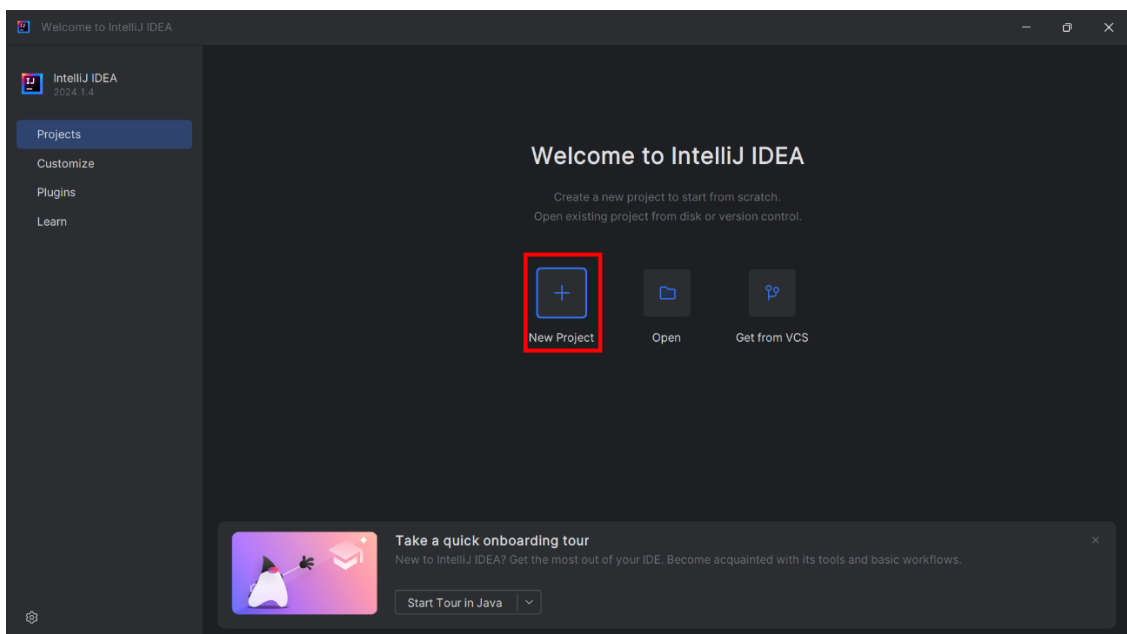 Welcome to IntelliJ IDEA
IntelliJ IDEA
2024.1.4
Projects
Customize
Plugins
Learn
Welcome to IntelliJ IDEA
Create a new project to start from scratch.
Open existing project from disk or version control.
New Project
Open
Get from VCS
Take a quick onboarding tour
New to IntelliJ IDEA? Get the most out of your IDE. Become acquainted with its tools and basic workflows.
Start Tour in Java